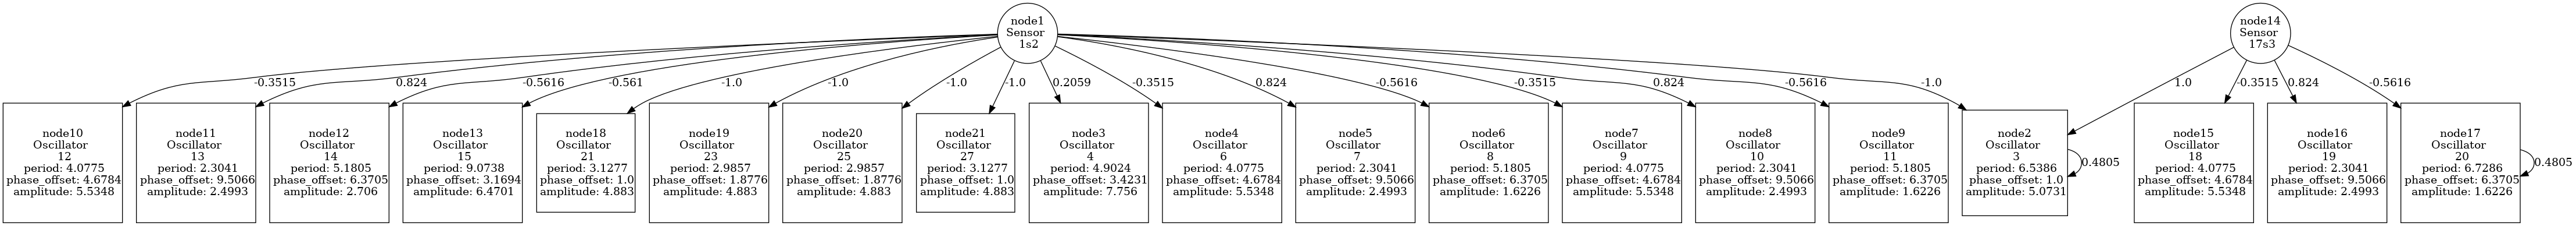 node1
Sensor
1s2
node14
Sensor
17s3
-0.3515
0.824
-0.5616
-0.561
-1.0
-1.0
-1.0
-1.0
0.2059
-0.3515
0.824
-0.5616
-0.3515
0.824
-0.5616
-1.0
1.0
-0.3515
0.824
-0.5616
node10
Oscillator
12
period: 4.0775
phase_offset: 4.6784
amplitude: 5.5348
node11
Oscillator
13
period: 2.3041
phase_offset: 9.5066
amplitude: 2.4993
node12
Oscillator
14
period: 5.1805
phase_offset: 6.3705
amplitude: 2.706
node13
Oscillator
15
period: 9.0738
phase_offset: 3.1694
amplitude: 6.4701
node18
Oscillator
21
period: 3.1277
phase_offset: 1.0
amplitude: 4.883
node19
Oscillator
23
period: 2.9857
phase_offset: 1.8776
amplitude: 4.883
node20
Oscillator
25
period: 2.9857
phase_offset: 1.8776
amplitude: 4.883
node21
Oscillator
27
period: 3.1277
phase_offset: 1.0
amplitude: 4.883
node3
Oscillator
4
period: 4.9024
phase_offset: 3.4231
amplitude: 7.756
node4
Oscillator
6
period: 4.0775
phase_offset: 4.6784
amplitude: 5.5348
node5
Oscillator
7
period: 2.3041
phase_offset: 9.5066
amplitude: 2.4993
node6
Oscillator
8
period: 5.1805
phase_offset: 6.3705
amplitude: 1.6226
node7
Oscillator
9
period: 4.0775
phase_offset: 4.6784
amplitude: 5.5348
node8
Oscillator
10
period: 2.3041
phase_offset: 9.5066
amplitude: 2.4993
node9
Oscillator
11
period: 5.1805
phase_offset: 6.3705
amplitude: 1.6226
node2
Oscillator
3
period: 6.5386
phase_offset: 1.0
amplitude: 5.0731
0.4805
node15
Oscillator
18
period: 4.0775
phase_offset: 4.6784
amplitude: 5.5348
node16
Oscillator
19
period: 2.3041
phase_offset: 9.5066
amplitude: 2.4993
node17
Oscillator
20
period: 6.7286
phase_offset: 6.3705
amplitude: 1.6226
0.4805